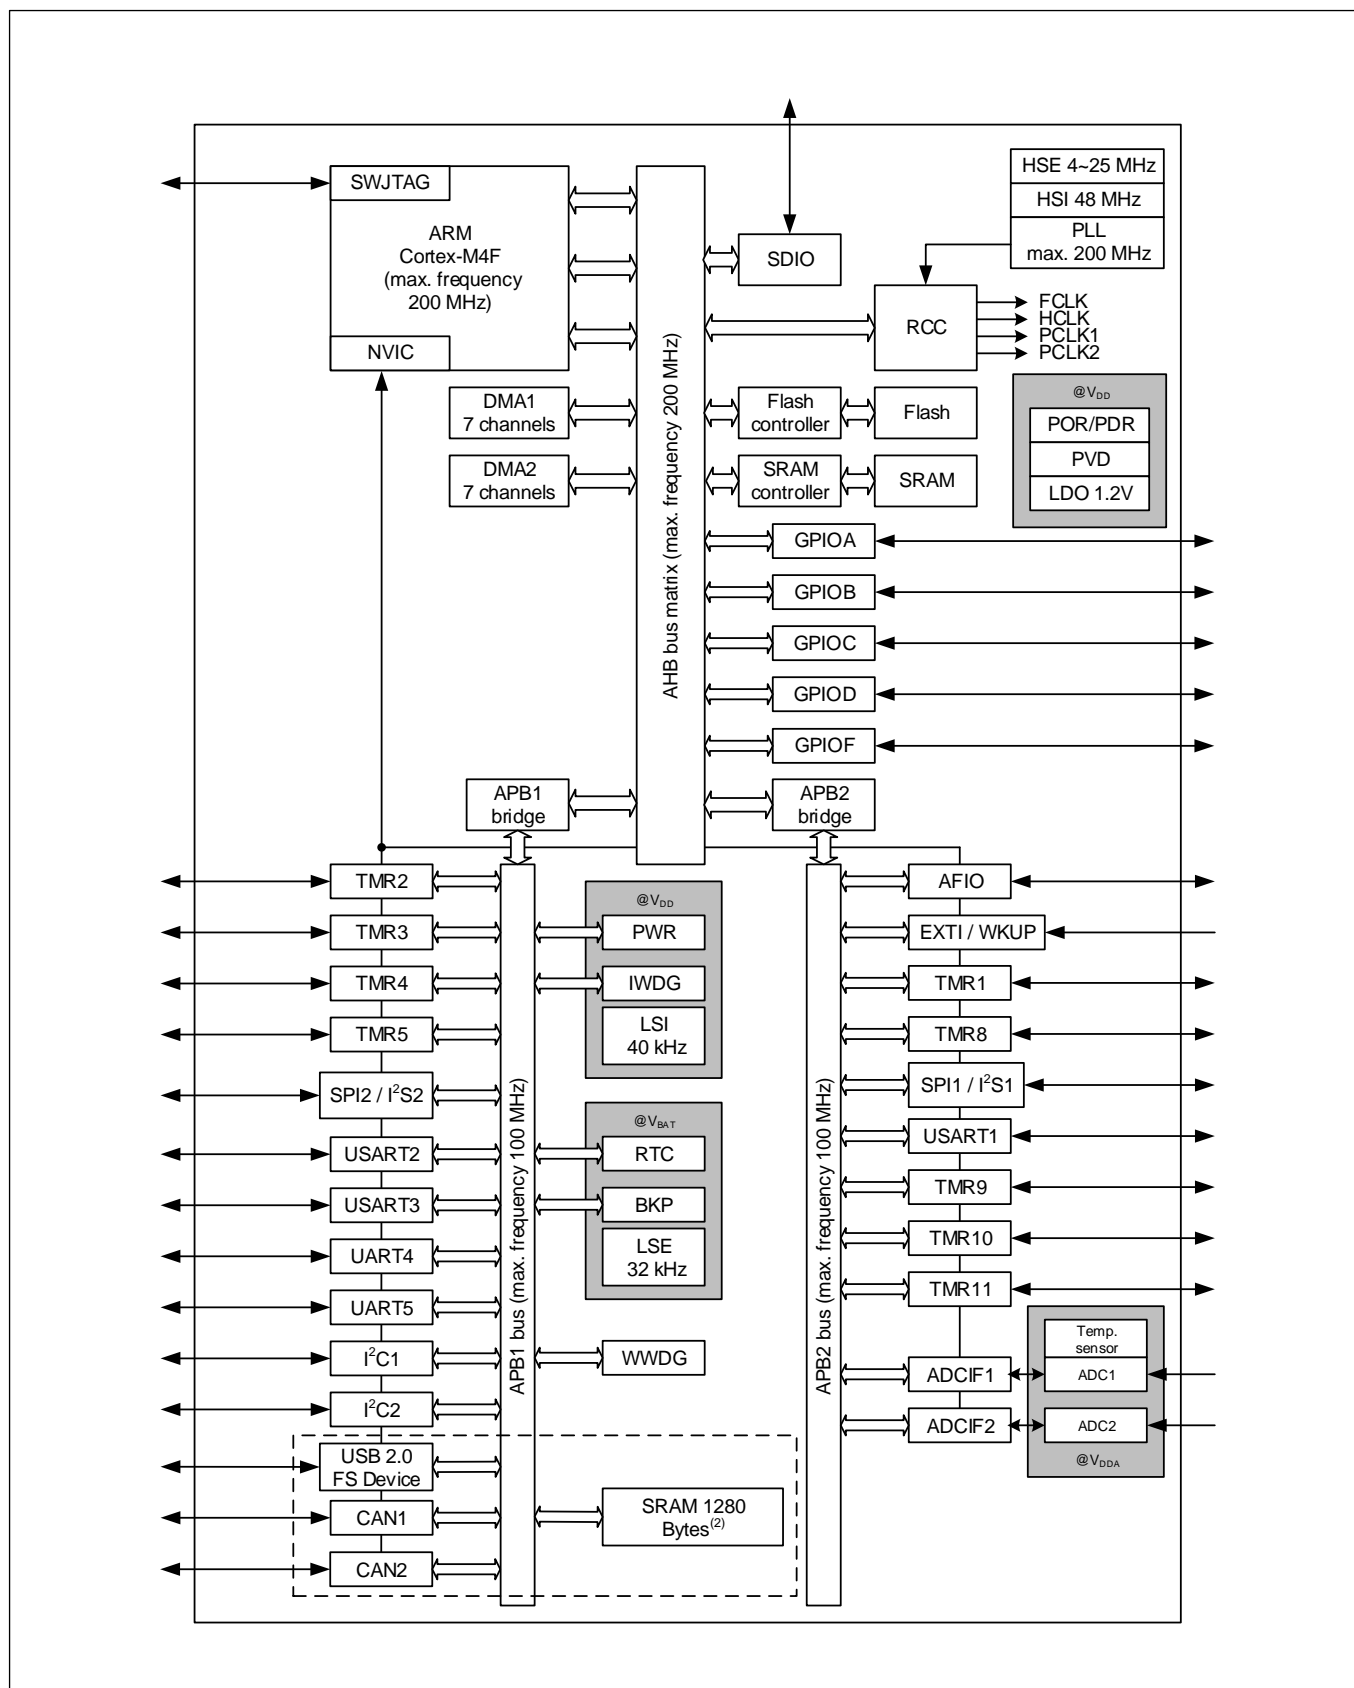 SWJTAG
ARM
Cortex-M4F
(max. frequency
200 MHz)
NVIC
DMA1
7 channels
DMA2
7 channels
AHB bus matrix (max. frequency 200 MHz)
SDIO
HSE 4~25 MHz
HSI 48 MHz
PLL
max. 200 MHz
RCC
FCLK
HCLK
PCLK1
PCLK2
Flash
controller
Flash
SRAM
controller
SRAM
@VDD
POR/PDR
PVD
LDO 1.2V
GPIOA
GPIOB
GPIOC
GPIOD
GPIOF
APB1
bridge
APB2
bridge
TMR2
TMR3
TMR4
TMR5
SPI2 / I²S2
USART2
USART3
UART4
UART5
I²C1
I²C2
USB 2.0
FS Device
CAN1
CAN2
APB1 bus (max. frequency 100 MHz)
@VDD
PWR
IWDG
LSI
40 kHz
@VBAT
RTC
BKP
LSE
32 kHz
WWDG
SRAM 1280
Bytes(2)
APB2 bus (max. frequency 100 MHz)
AFIO
EXTI / WKUP
TMR1
TMR8
SPI1 / I²S1
USART1
TMR9
TMR10
TMR11
ADCIF1
ADCIF2
Temp.
sensor
ADC1
ADC2
@VDDA